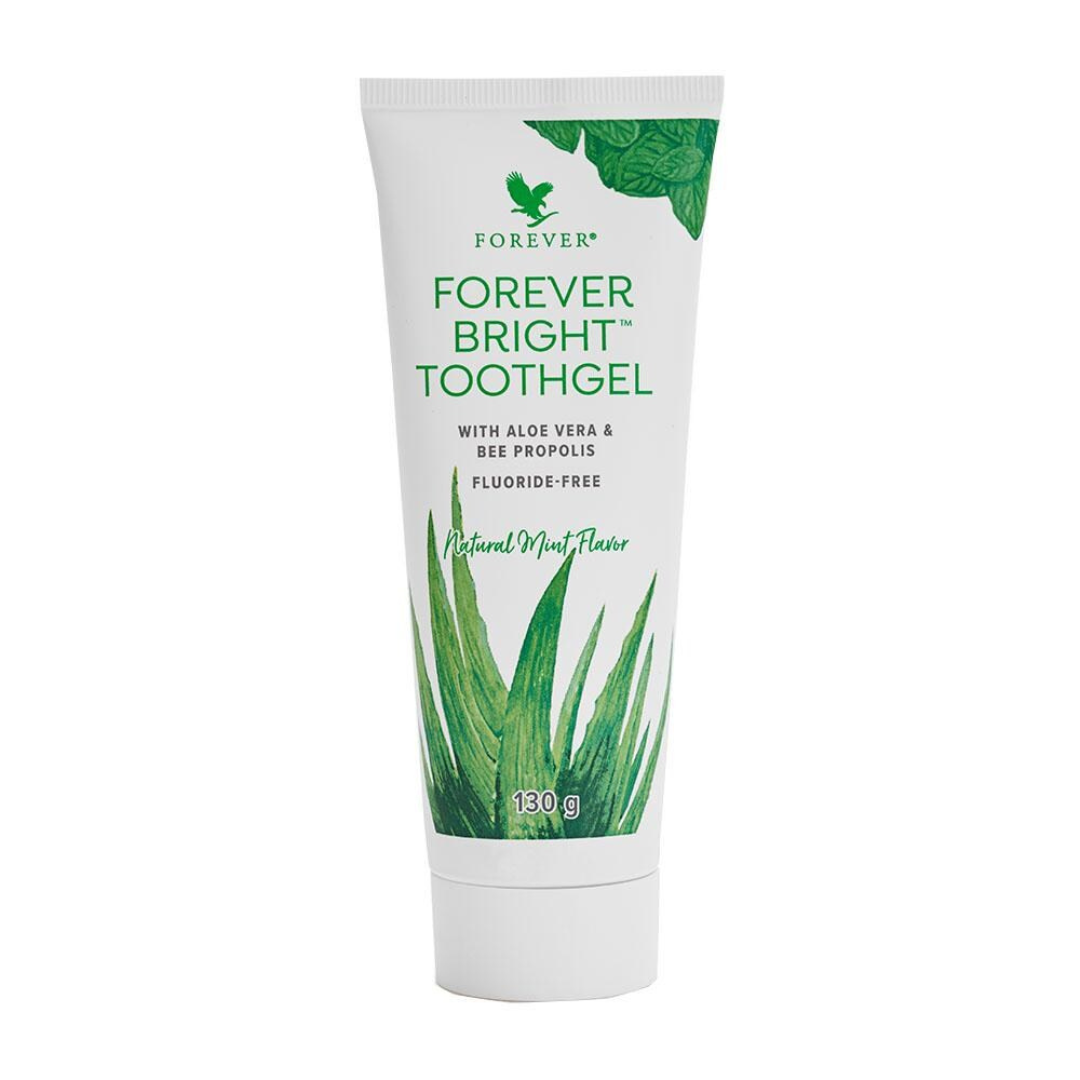 FOREVER®
FOREVER
BRIGHT™
TOOTHGEL
WITH ALOE VERA &
BEE PROPOLIS
FLUORIDE-FREE
Natural Mint Flavor
130 g